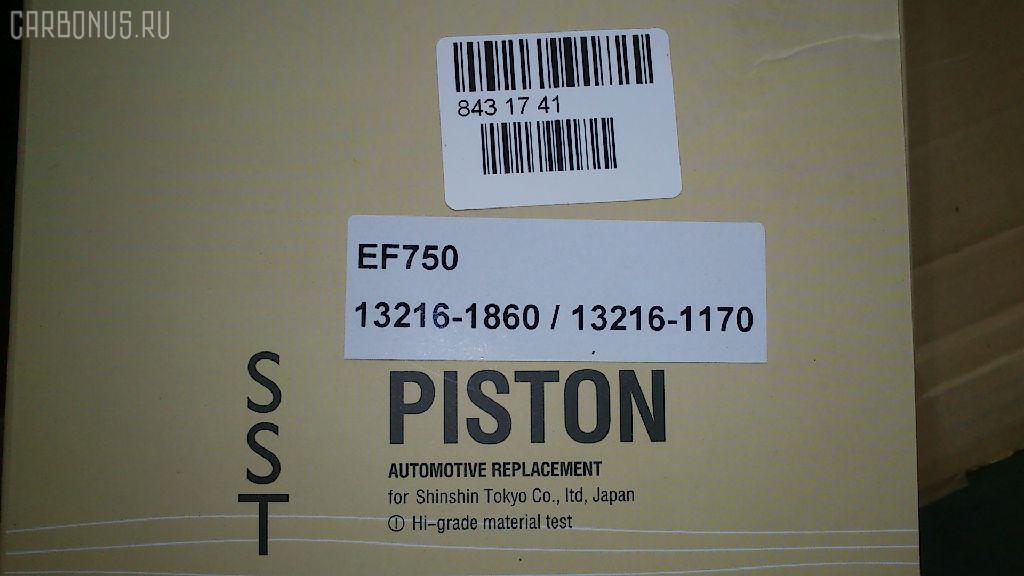 CARBONUS.RU
843 17 41
EF750
13216-1860 / 13216-1170
SST
PISTON
AUTOMOTIVE REPLACEMENT
for Shinshin Tokyo Co., ltd, Japan
Ⓘ Hi-grade material test